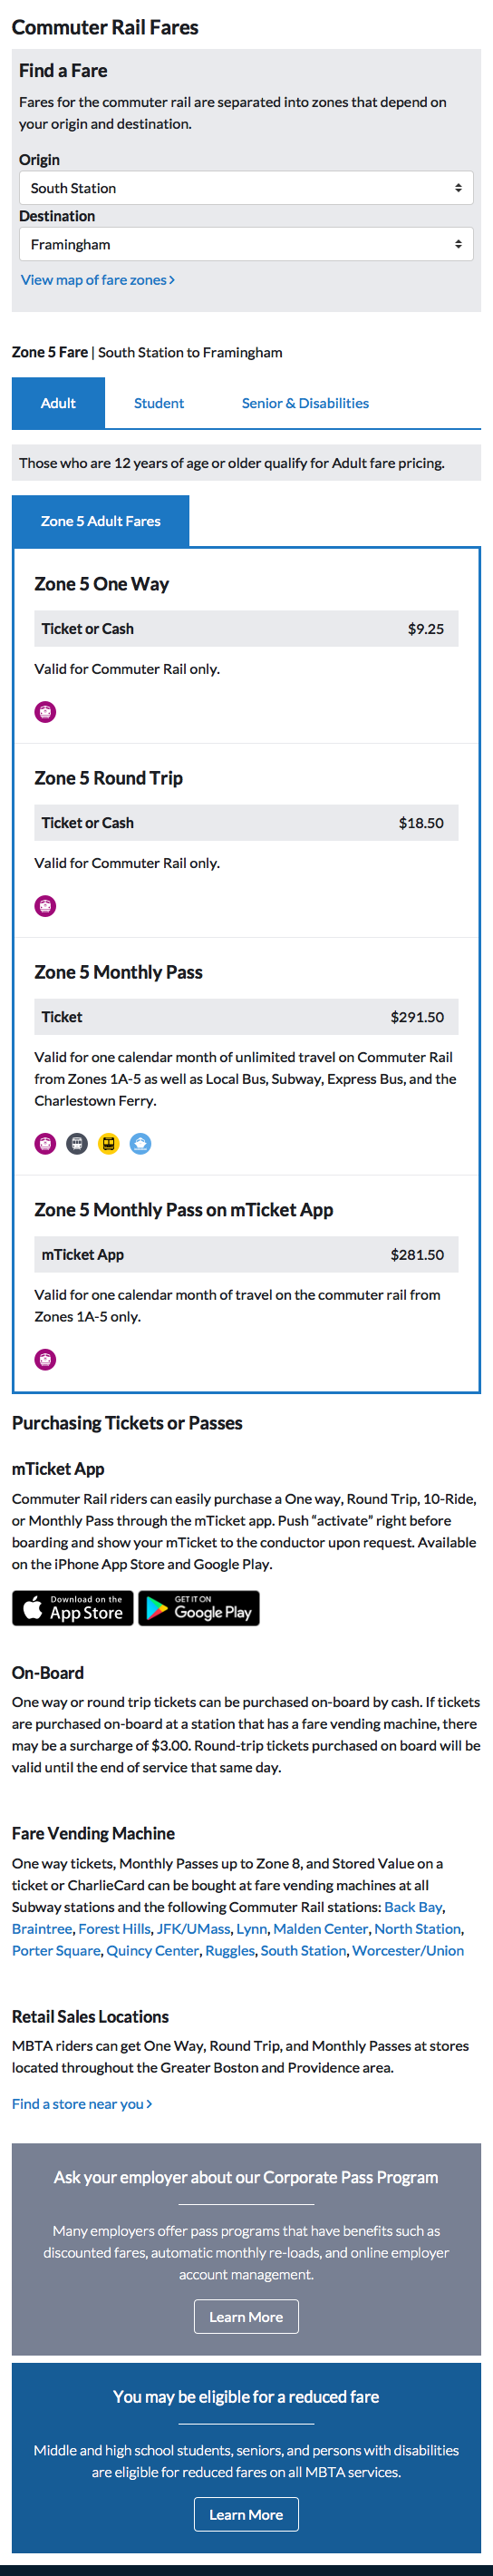 Commuter Rail Fares
Find a Fare
Fares for the commuter rail are separated into zones that depend on
your origin and destination.
Origin
South Station
Destination
Framingham
View map of fare zones
Zone 5 Fare | South Station to Framingham
Adult Student Senior & Disabilities
Those who are 12 years of age or older qualify for Adult fare pricing.
Zone 5 Adult Fares
Zone 5 One Way
Ticket or Cash $9.25
Valid for Commuter Rail only.
Zone 5 Round Trip
Ticket or Cash $18.50
Valid for Commuter Rail only.
Zone 5 Monthly Pass
Ticket $291.50
Valid for one calendar month of unlimited travel on Commuter Rail
from Zones 1A-5 as well as Local Bus, Subway, Express Bus, and the
Charlestown Ferry.
Zone 5 Monthly Pass on mTicket App
mTicket App $281.50
Valid for one calendar month of travel on the commuter rail from
Zones 1A-5 only.
Purchasing Tickets or Passes
mTicket App
Commuter Rail riders can easily purchase a One way, Round Trip, 10-Ride,
or Monthly Pass through the mTicket app. Push “activate” right before
boarding and show your mTicket to the conductor upon request. Available
on the iPhone App Store and Google Play.
Download on the GET IT ON
App Store Google Play
On-Board
One way or round trip tickets can be purchased on-board by cash. If tickets
are purchased on-board at a station that has a fare vending machine, there
may be a surcharge of $3.00. Round-trip tickets purchased on board will be
valid until the end of service that same day.
Fare Vending Machine
One way tickets, Monthly Passes up to Zone 8, and Stored Value on a
ticket or CharlieCard can be bought at fare vending machines at all
Subway stations and the following Commuter Rail stations: Back Bay,
Braintree, Forest Hills, JFK/UMass, Lynn, Malden Center, North Station,
Porter Square, Quincy Center, Ruggles, South Station, Worcester/Union
Retail Sales Locations
MBTA riders can get One Way, Round Trip, and Monthly Passes at stores
located throughout the Greater Boston and Providence area.
Find a store near you
Ask your employer about our Corporate Pass Program
Many employers offer pass programs that have benefits such as
discounted fares, automatic monthly re-loads, and online employer
account management.
Learn More
You may be eligible for a reduced fare
Middle and high school students, seniors, and persons with disabilities
are eligible for reduced fares on all MBTA services.
Learn More